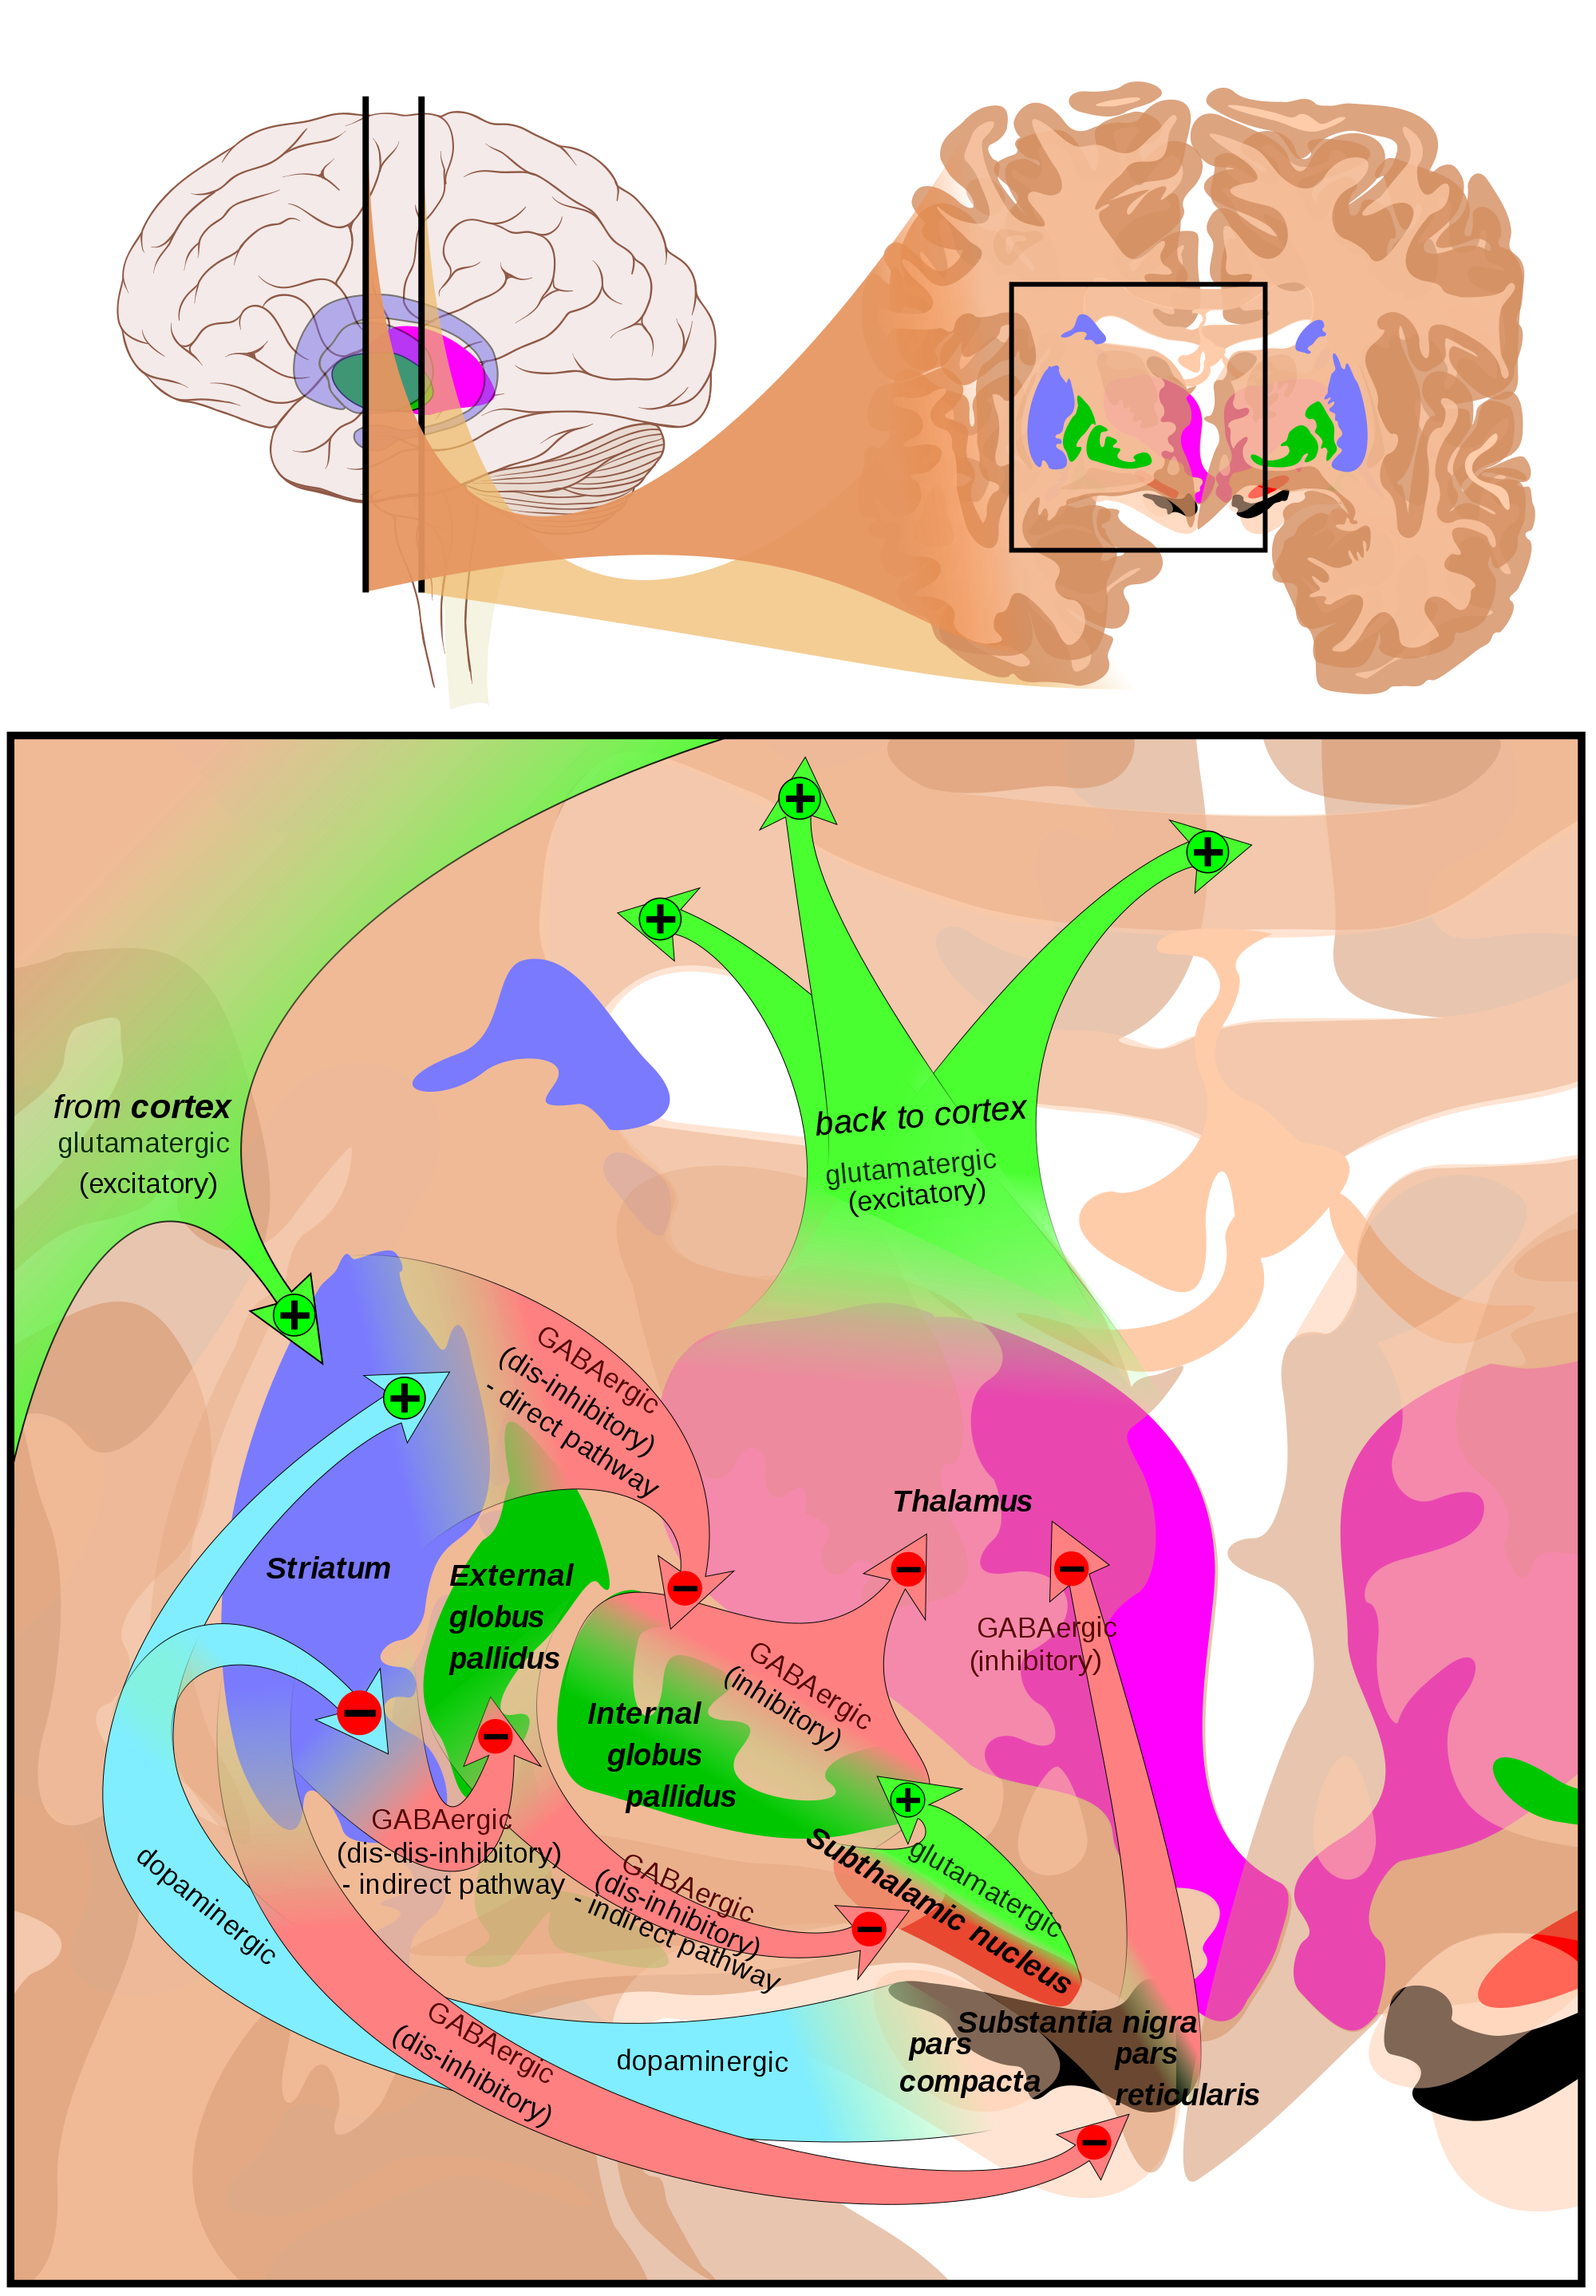 from cortex
glutamatergic
(excitatory)
back to cortex
glutamatergic
(excitatory)
GABAergic
(dis-inhibitory)
- direct pathway
Thalamus
Striatum
External
globus
pallidus
GABAergic
(inhibitory)
GABAergic
(inhibitory)
Internal
globus
pallidus
GABAergic
(dis-dis-inhibitory)
- indirect pathway
GABAergic
(dis-inhibitory)
- indirect pathway
glutamatergic
Subthalamic nucleus
dopaminergic
GABAergic
(dis-inhibitory)
dopaminergic
Substantia nigra
pars
compacta
pars
reticularis